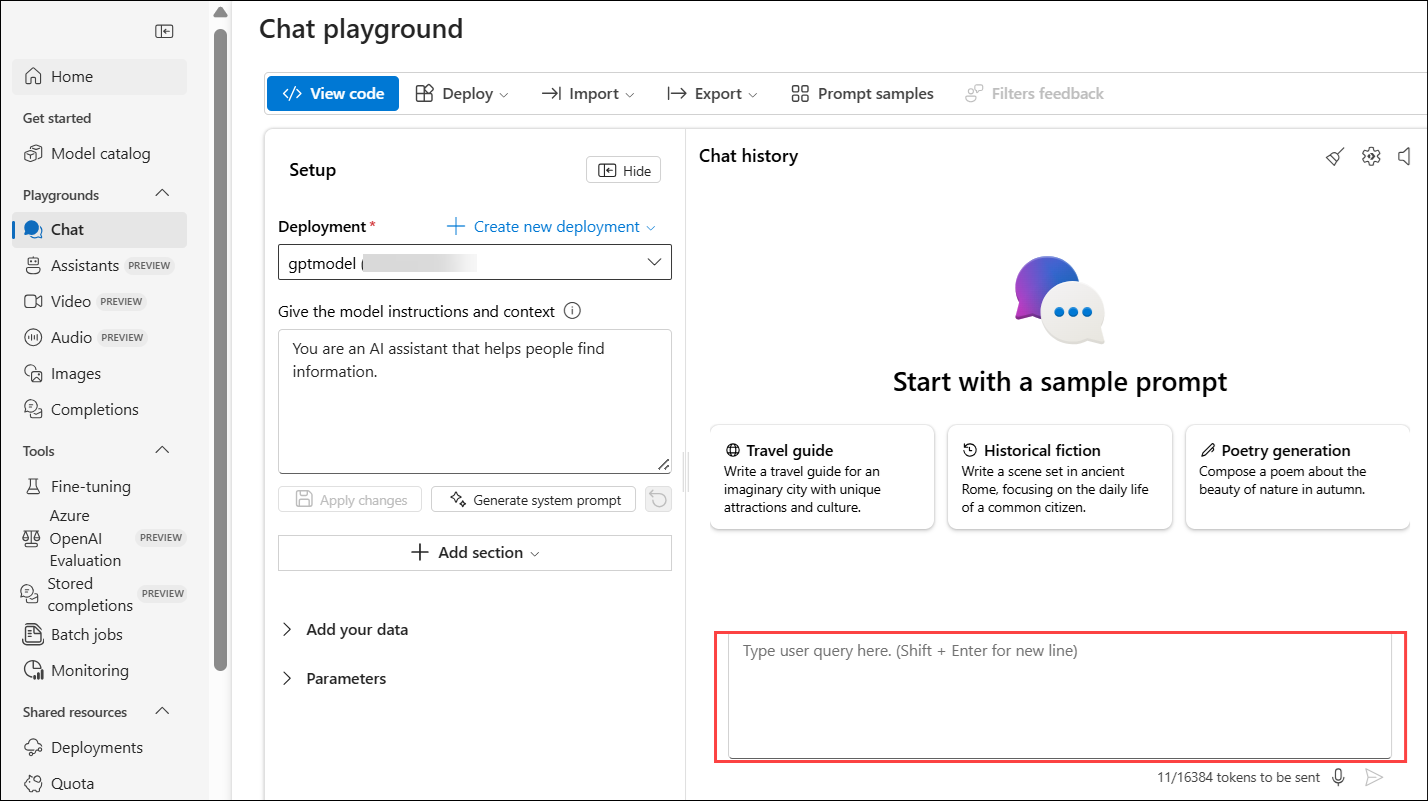 Home
Get started
Model catalog
Playgrounds
Chat
Assistants PREVIEW
Video PREVIEW
Audio PREVIEW
Images
Completions
Tools
Fine-tuning
Azure
OpenAI PREVIEW
Evaluation
Stored
completions PREVIEW
Batch jobs
Monitoring
Shared resources
Deployments
Quota
Chat playground
View code Deploy Import Export Prompt samples Filters feedback
Setup
Hide
Deployment * Create new deployment
gptmodel (
Give the model instructions and context
You are an AI assistant that helps people find
information.
Apply changes Generate system prompt
Add section
Add your data
Parameters
Chat history
Start with a sample prompt
Travel guide
Write a travel guide for an
imaginary city with unique
attractions and culture.
Historical fiction
Write a scene set in ancient
Rome, focusing on the daily life
of a common citizen.
Poetry generation
Compose a poem about the
beauty of nature in autumn.
Type user query here. (Shift + Enter for new line)
11/16384 tokens to be sent